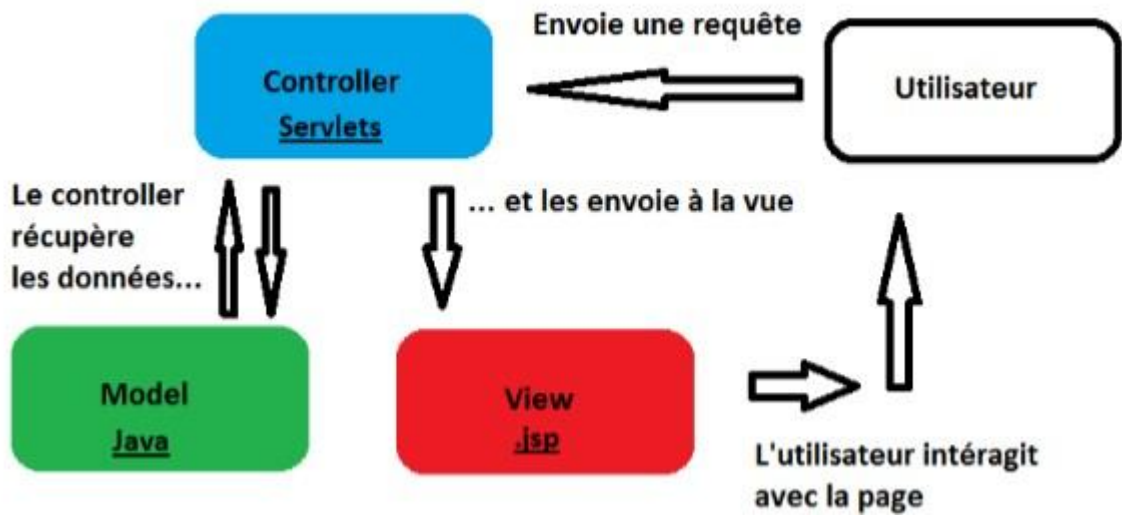 Envoie une requête
Controller
Servlets
Utilisateur
Le controller
récupère
les données...
... et les envoie à la vue
Model
Java
View
.jsp
L'utilisateur intéragit
avec la page